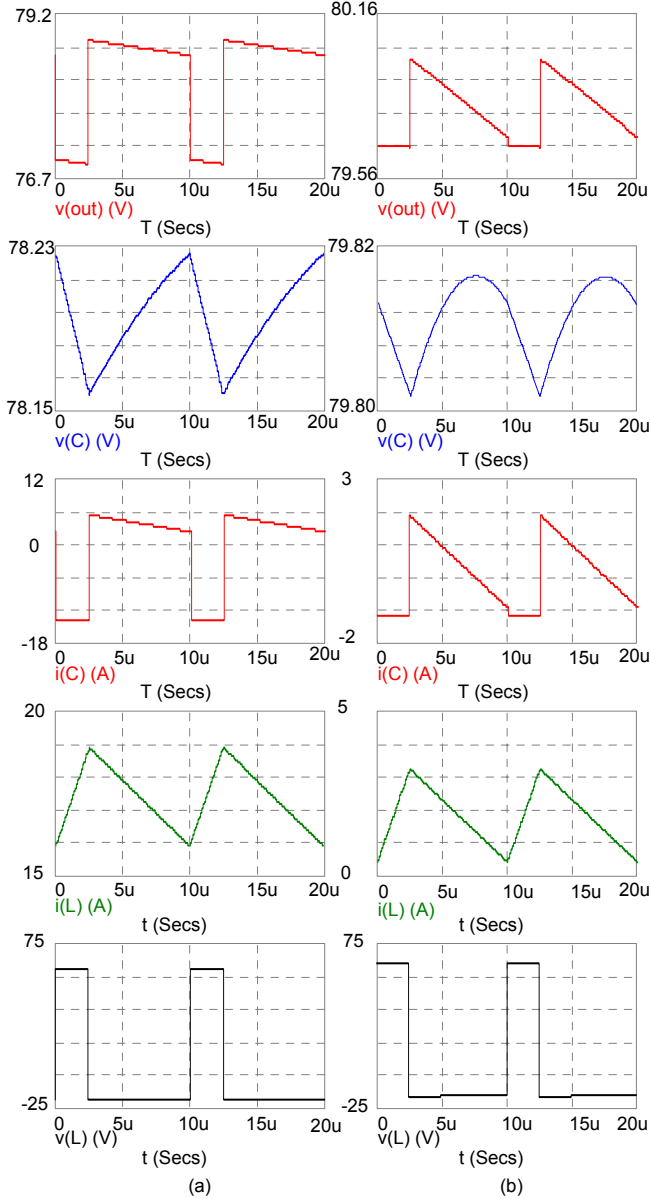 79.2
76.7
0 5u 10u 15u 20u
v(out) (V)
T (Secs)
80.16
79.56
0 5u 10u 15u 20u
v(out) (V)
T (Secs)
78.23
78.15
0 5u 10u 15u 20u
v(C) (V)
T (Secs)
79.82
79.80
0 5u 10u 15u 20u
v(C) (V)
T (Secs)
12
0
-18
0 5u 10u 15u 20u
i(C) (A)
T (Secs)
3
0
-2
0 5u 10u 15u 20u
i(C) (A)
T (Secs)
20
15
0 5u 10u 15u 20u
i(L) (A)
t (Secs)
5
0
0 5u 10u 15u 20u
i(L) (A)
t (Secs)
75
-25
0 5u 10u 15u 20u
v(L) (V)
t (Secs)
(a)
75
-25
0 5u 10u 15u 20u
v(L) (V)
t (Secs)
(b)